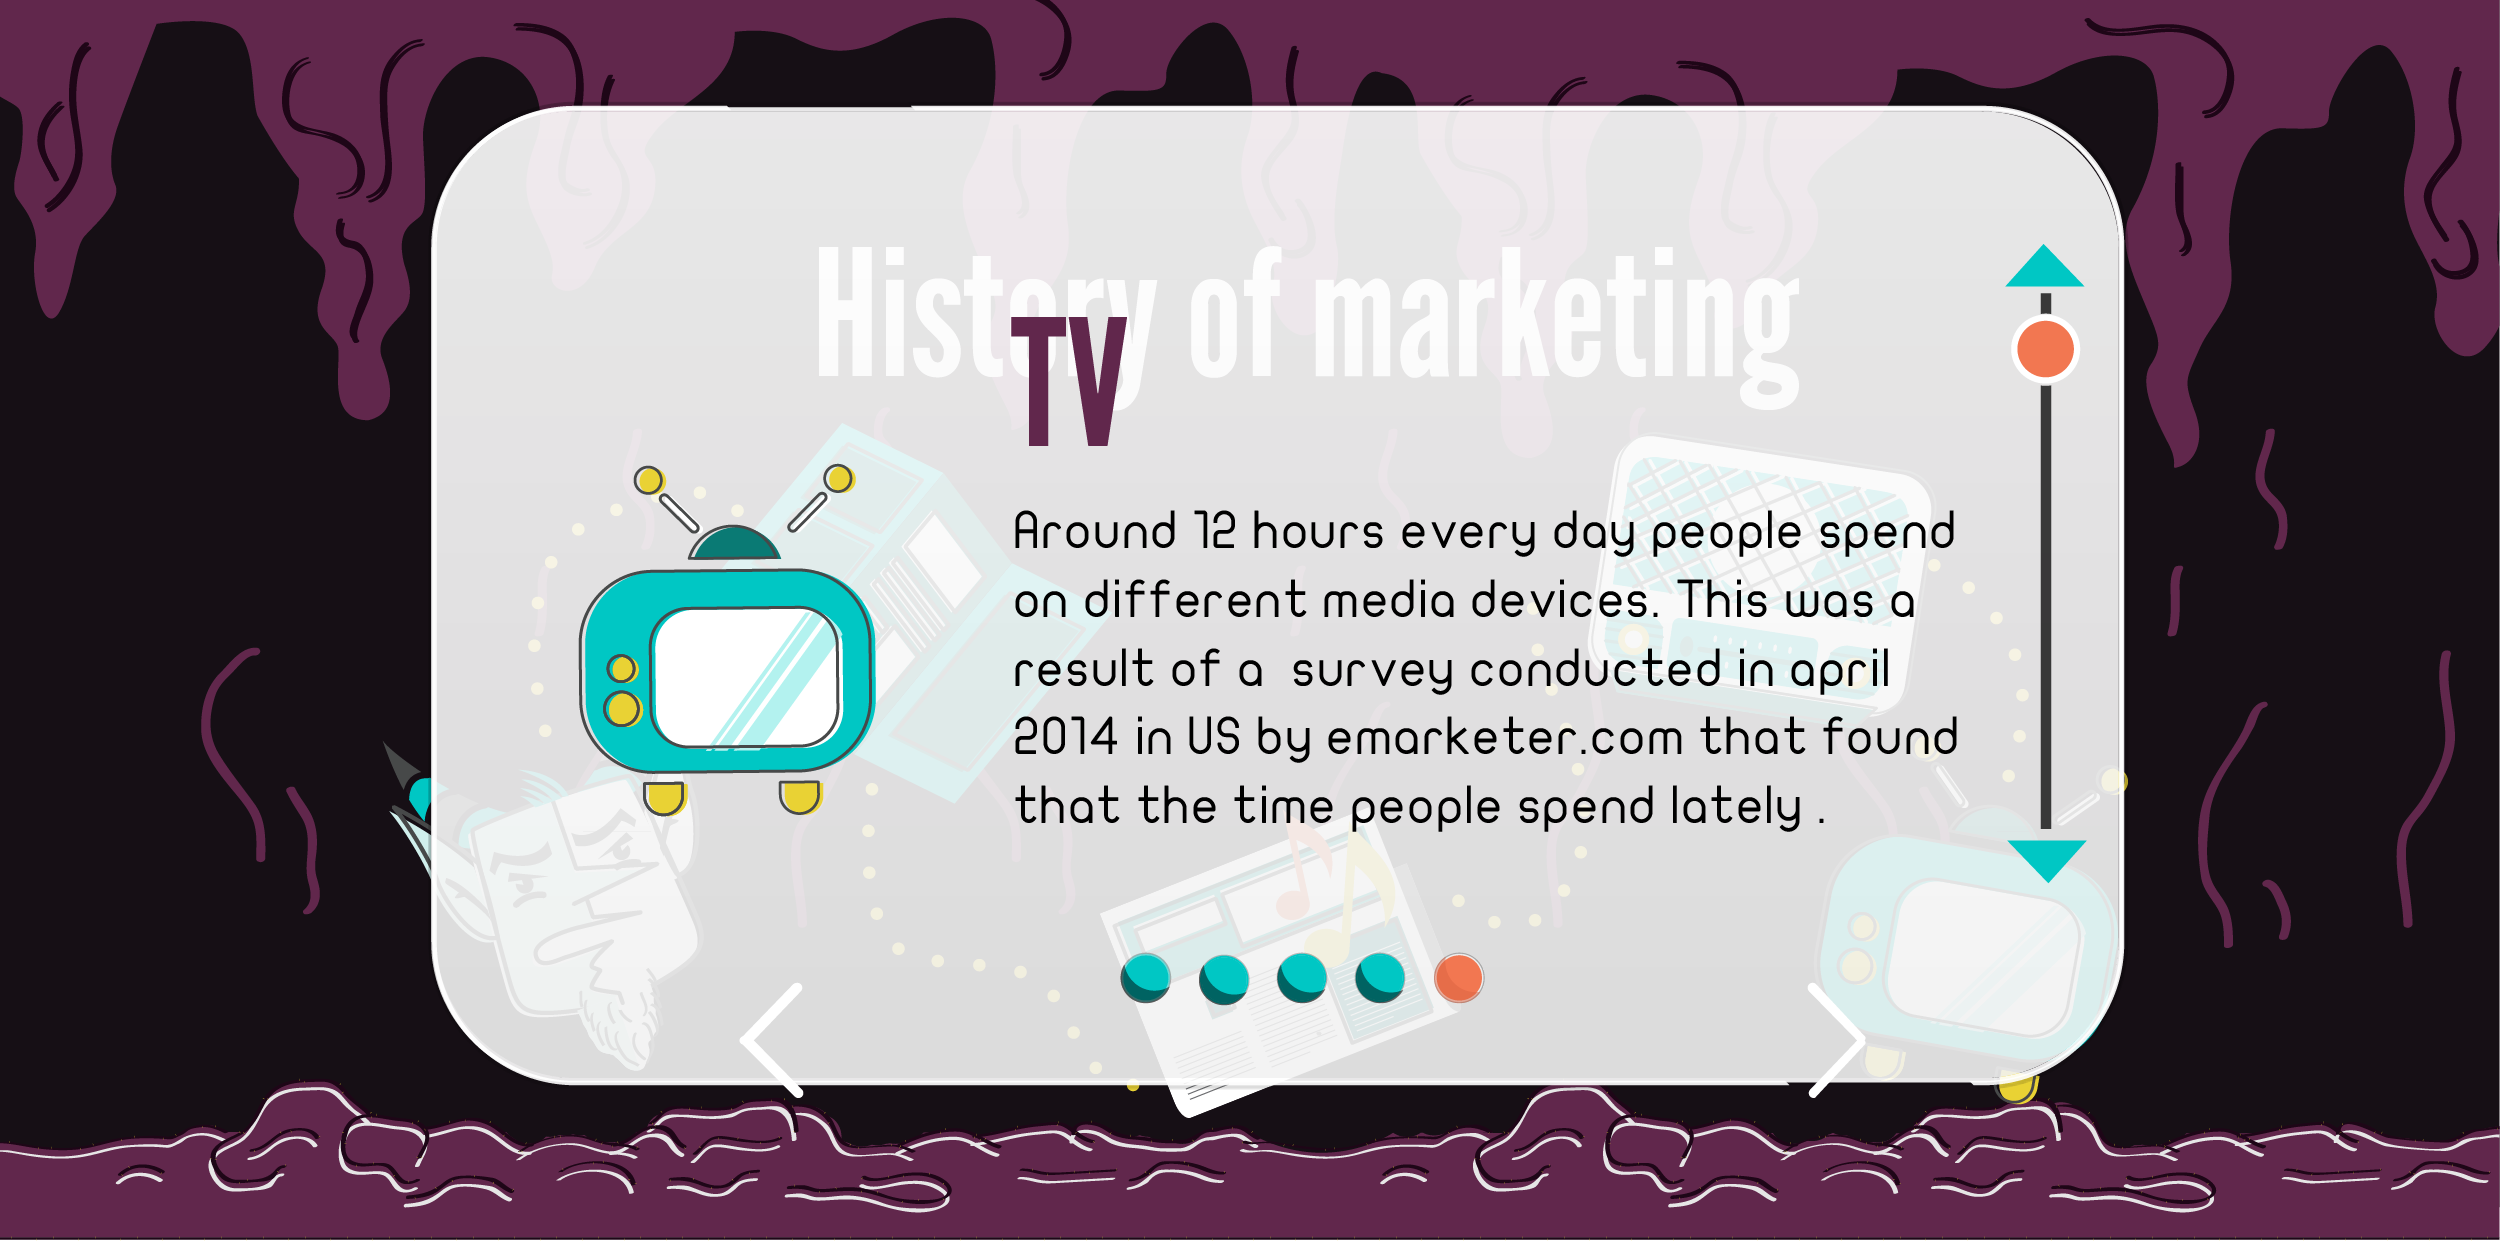 History of marketing
TV
Around 12 hours every day people spend
on different media devices. This was a
result of a  survey conducted in april
2014 in US by emarketer.com that found
that the time people spend lately .